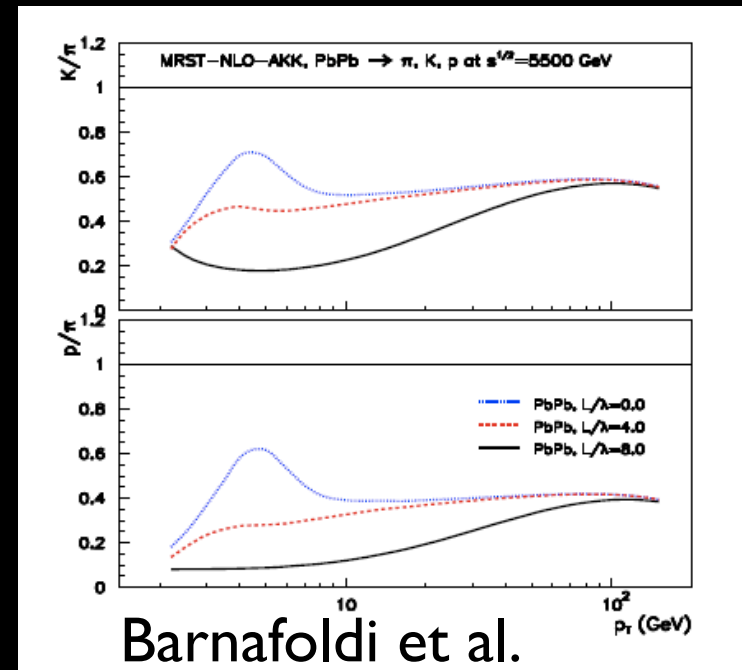 K/π
1.2
MRST-NLO-AKK, PbPb → π, K, p at s^{1/2}=5500 GeV
1
0.8
0.6
0.4
0.2
0
p/π
1.2
1
0.8
PbPb, L/λ=0.0
PbPb, L/λ=4.0
PbPb, L/λ=8.0
0.6
0.4
0.2
0
10
10²
p_T (GeV)
Barnafoldi et al.